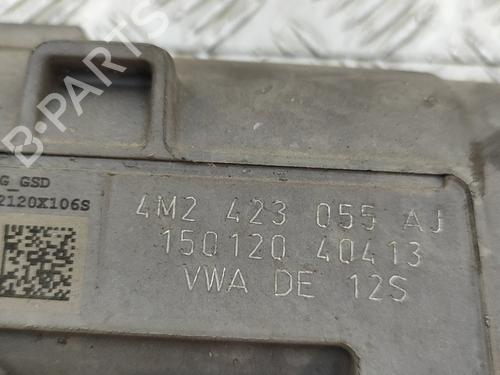 B-PARTS
G_GSD
2120X106S
4M2 423 055 AJ
150120 40413
VWA DE 12S